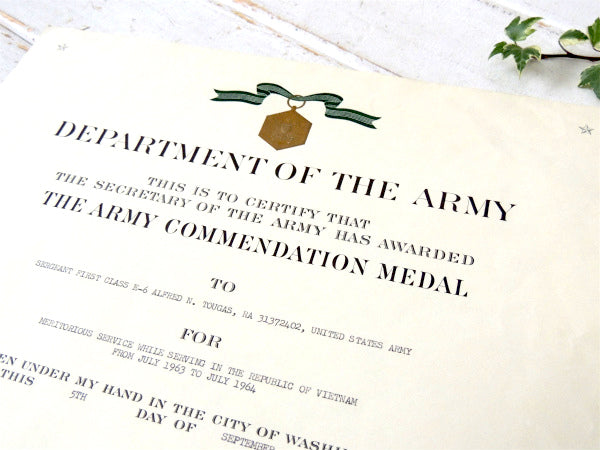 DEPARTMENT OF THE ARMY
THIS IS TO CERTIFY THAT
THE SECRETARY OF THE ARMY HAS AWARDED
THE ARMY COMMENDATION MEDAL
TO
SERGEANT FIRST CLASS E-6 ALFRED N. TOUGAS, RA 31372402, UNITED STATES ARMY
FOR
MERITORIOUS SERVICE WHILE SERVING IN THE REPUBLIC OF VIETNAM
FROM JULY 1963 TO JULY 1964
EN UNDER MY HAND IN THE CITY OF WASHI
THIS 5TH DAY OF SEPTEMBER